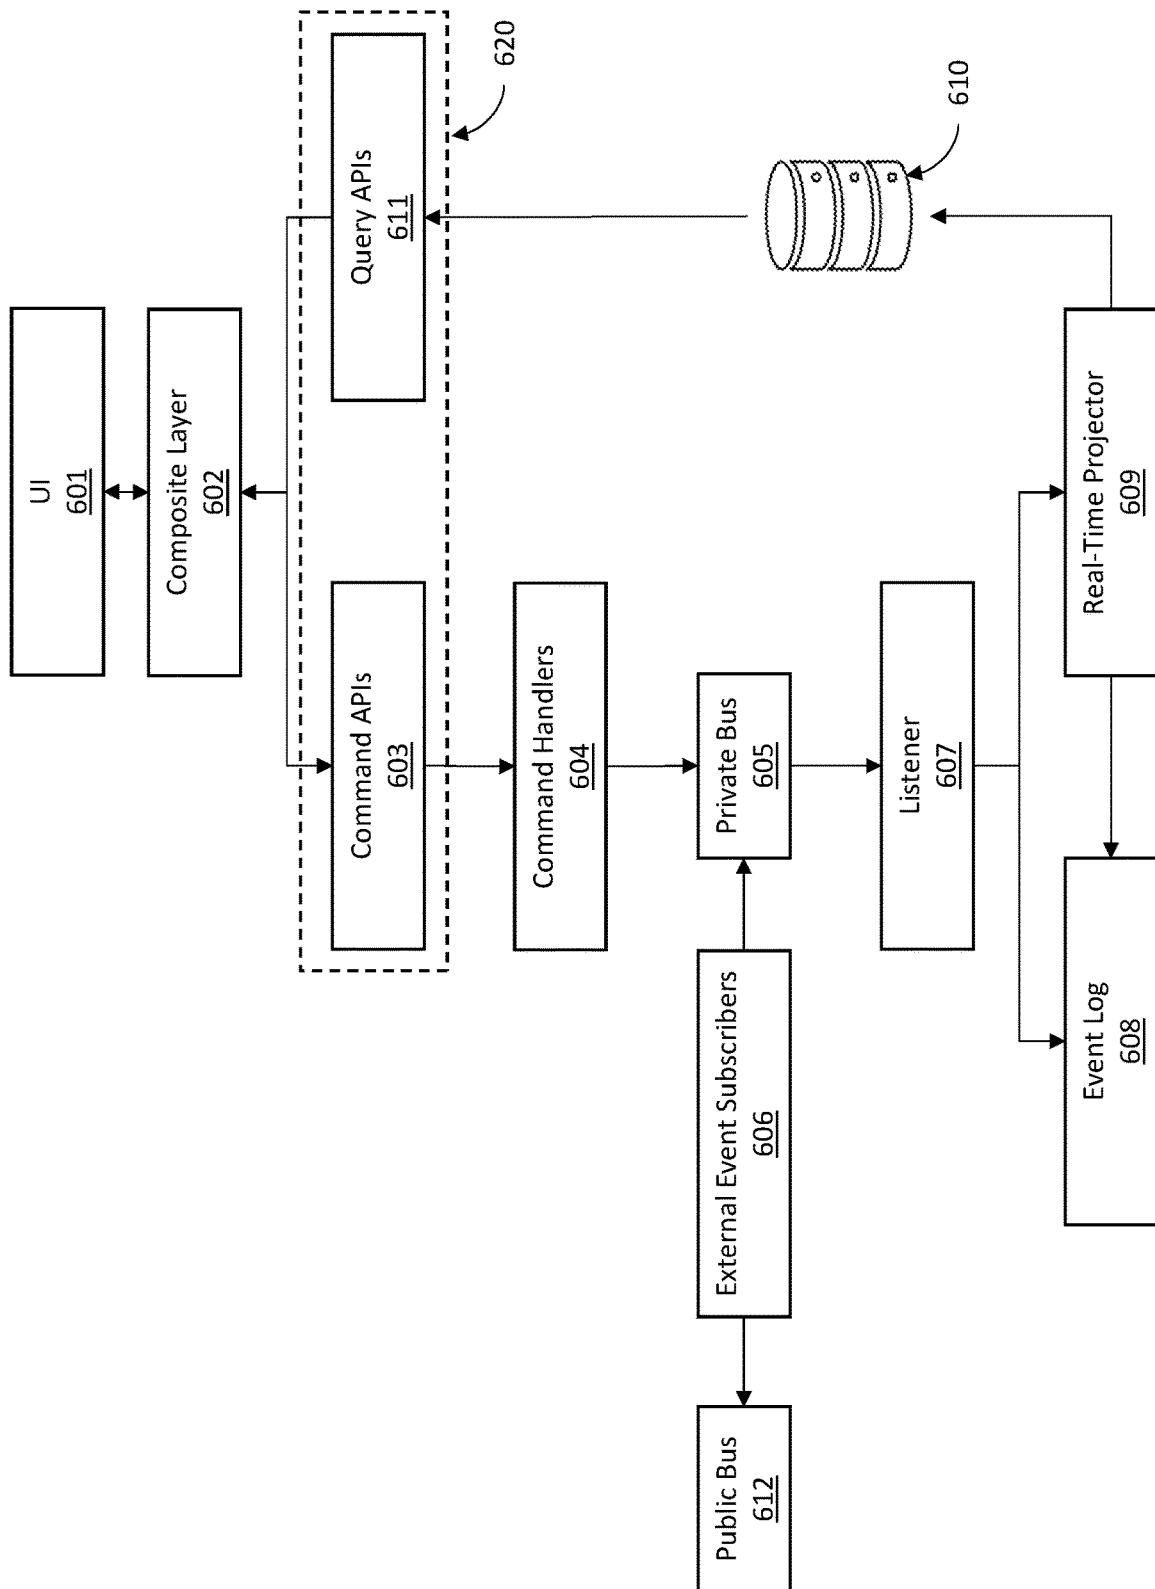 UI
601
Composite Layer
602
620
Query APIs
611
Command APIs
603
Command Handlers
604
610
Private Bus
605
External Event Subscribers
606
Public Bus
612
Listener
607
Real-Time Projector
609
Event Log
608